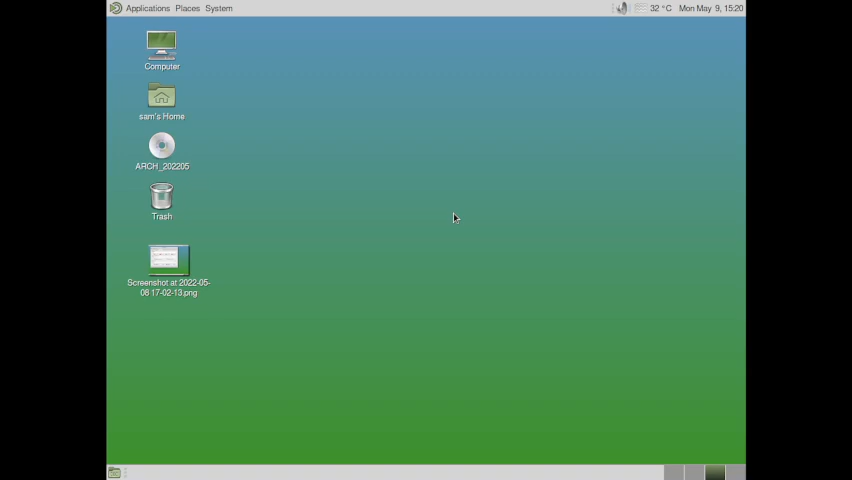 Applications Places System
32 °C Mon May 9, 15:20
Computer
sam's Home
ARCH_202205
Trash
Screenshot at 2022-05-
08 17-02-13.png